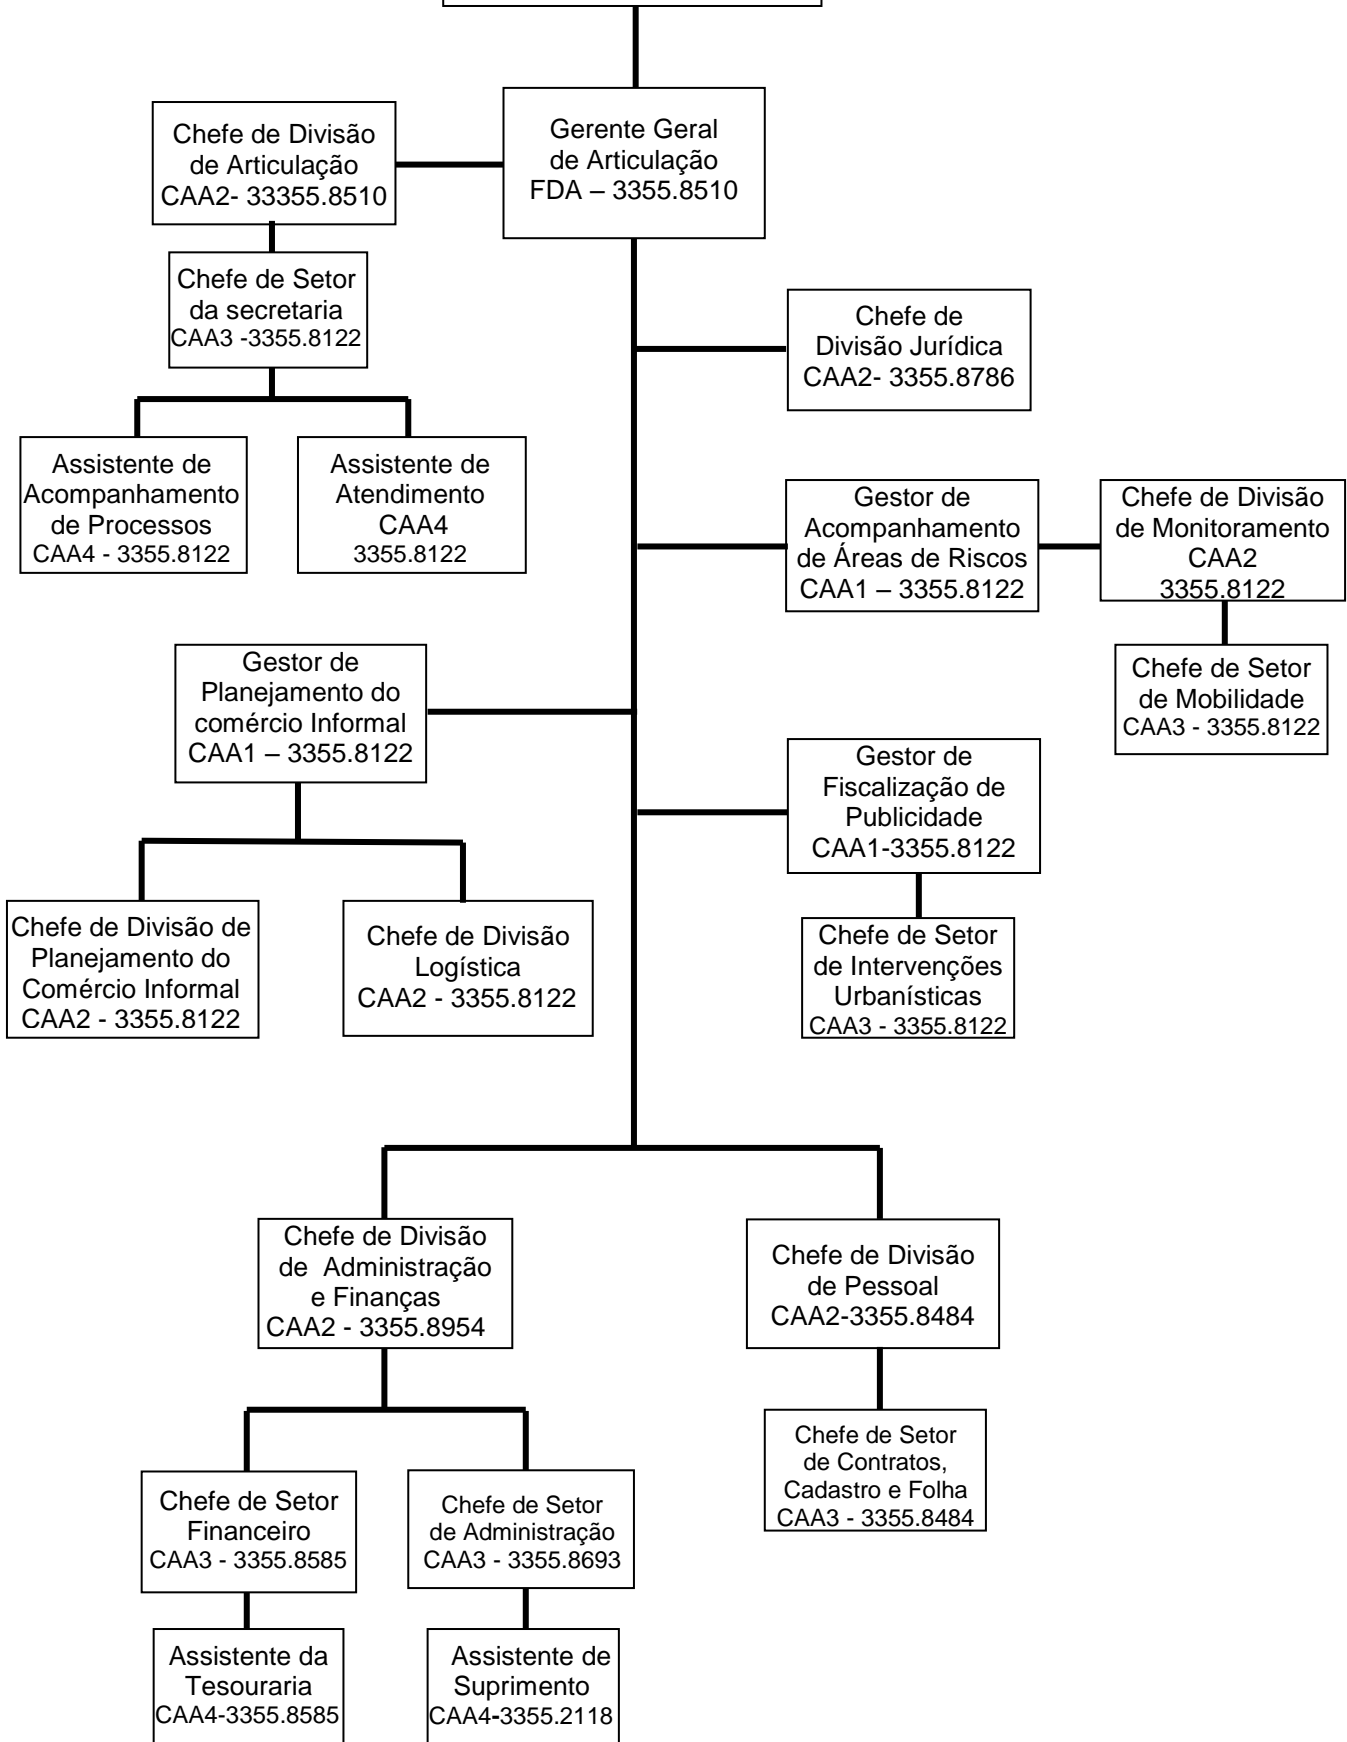 Chefe de Divisão
de Articulação
CAA2- 33355.8510
Gerente Geral
de Articulação
FDA – 3355.8510
Chefe de Setor
da secretaria
CAA3 -3355.8122
Chefe de
Divisão Jurídica
CAA2- 3355.8786
Assistente de
Acompanhamento
de Processos
CAA4 - 3355.8122
Assistente de
Atendimento
CAA4
3355.8122
Gestor de
Acompanhamento
de Áreas de Riscos
CAA1 – 3355.8122
Chefe de Divisão
de Monitoramento
CAA2
3355.8122
Gestor de
Planejamento do
comércio Informal
CAA1 – 3355.8122
Chefe de Setor
de Mobilidade
CAA3 - 3355.8122
Gestor de
Fiscalização de
Publicidade
CAA1-3355.8122
Chefe de Divisão de
Planejamento do
Comércio Informal
CAA2 - 3355.8122
Chefe de Divisão
Logística
CAA2 - 3355.8122
Chefe de Setor
de Intervenções
Urbanísticas
CAA3 - 3355.8122
Chefe de Divisão
de  Administração
e Finanças
CAA2 - 3355.8954
Chefe de Divisão
de Pessoal
CAA2-3355.8484
Chefe de Setor
Financeiro
CAA3 - 3355.8585
Chefe de Setor
de Administração
CAA3 - 3355.8693
Chefe de Setor
de Contratos,
Cadastro e Folha
CAA3 - 3355.8484
Assistente da
Tesouraria
CAA4-3355.8585
Assistente de
Suprimento
CAA4-3355.2118